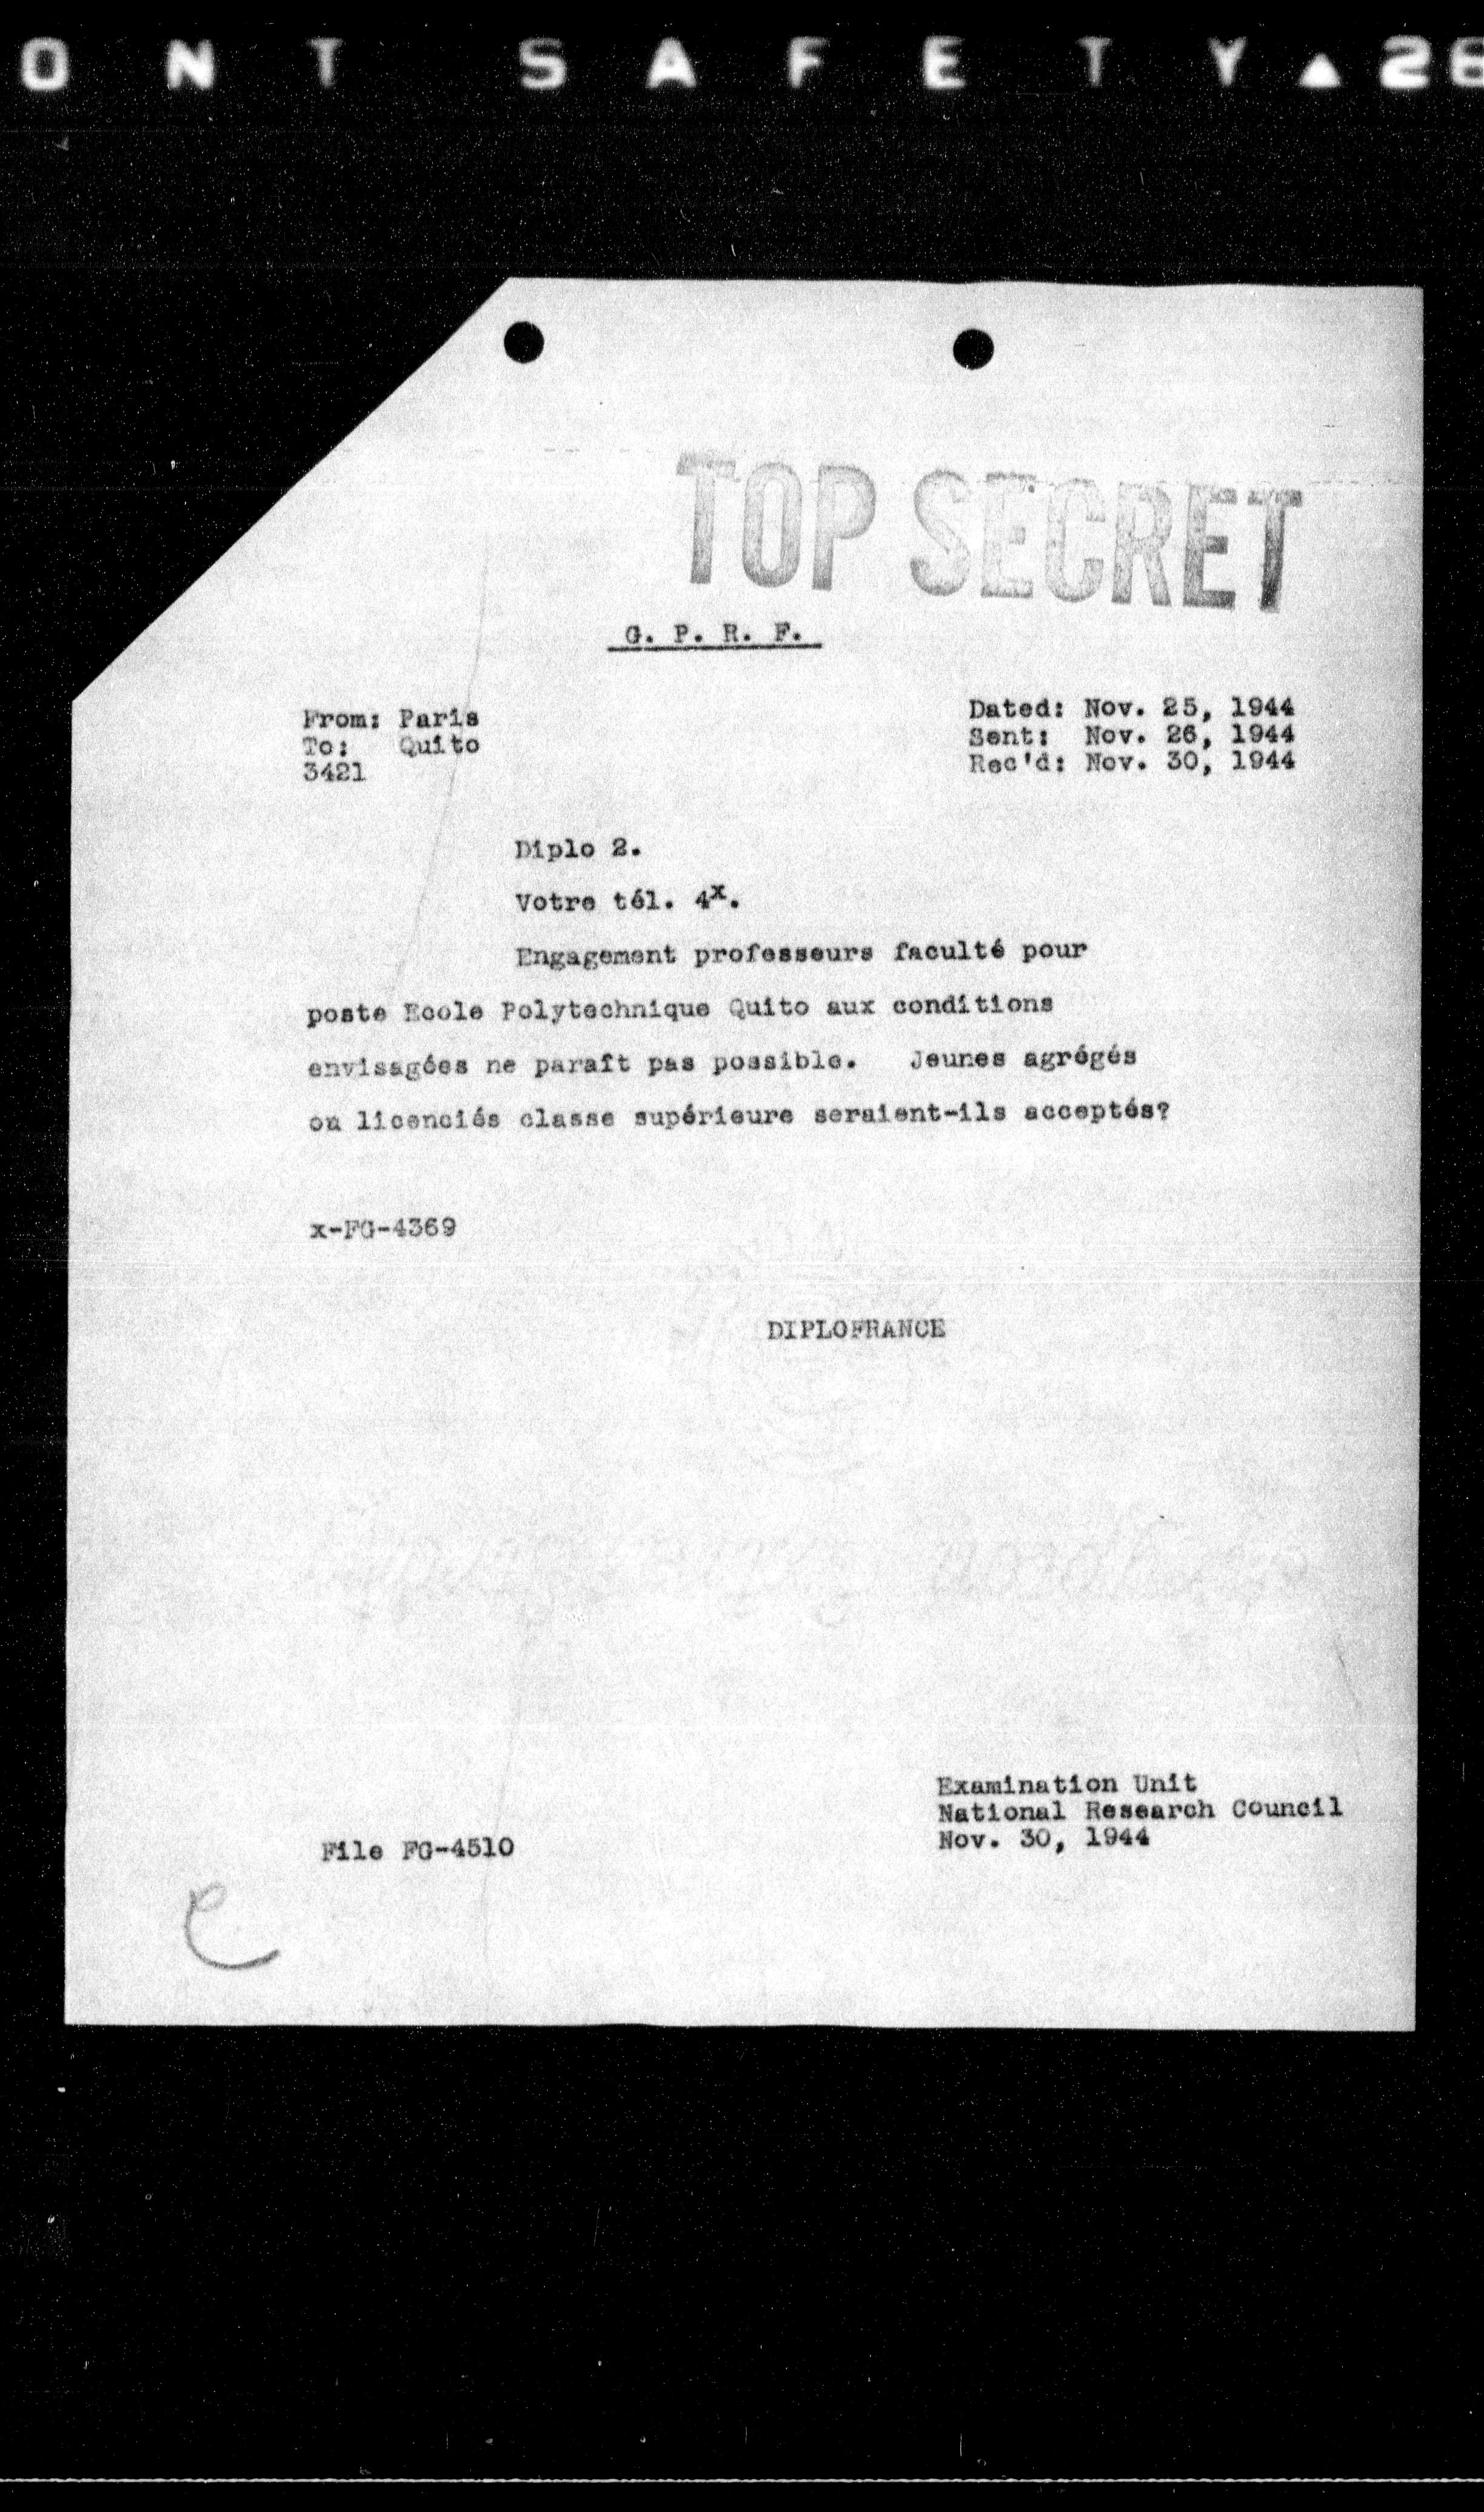 ONT SAFETY▲26
TOP SECRET
G. P. R. F.
From: Paris
To: Quito
3421
Dated: Nov. 25, 1944
Sent: Nov. 26, 1944
Rec'd: Nov. 30, 1944
Diplo 2.
Votre tél. 4x.
Engagement professeurs faculté pour
poste Ecole Polytechnique Quito aux conditions
envisagées ne paraît pas possible. Jeunes agrégés
ou licenciés classe supérieure seraient-ils acceptés?
x-FG-4369
DIPLOFRANCE
Examination Unit
National Research Council
Nov. 30, 1944
File FG-4510
e